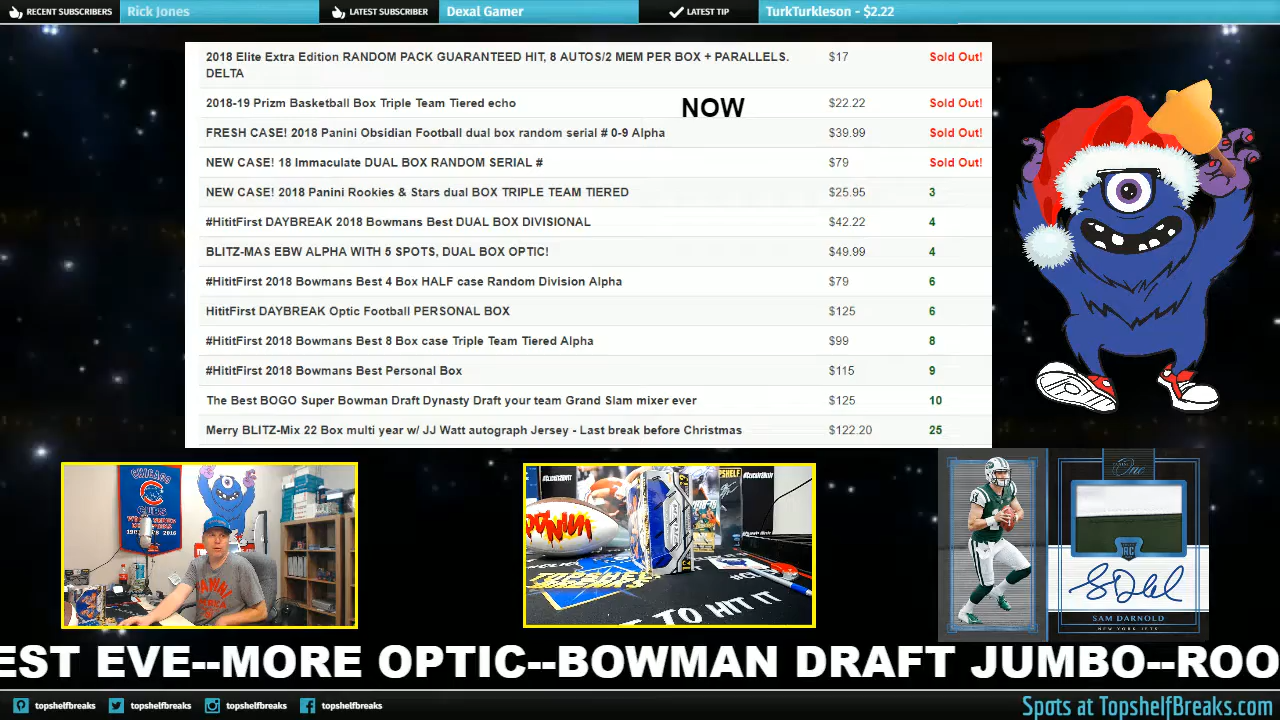 RECENT SUBSCRIBERS Rick Jones LATEST SUBSCRIBER Dexal Gamer LATEST TIP TurkTurkleson - $2.22
2018 Elite Extra Edition RANDOM PACK GUARANTEED HIT, 8 AUTOS/2 MEM PER BOX + PARALLELS. $17 Sold Out!
DELTA
2018-19 Prizm Basketball Box Triple Team Tiered echo $22.22 Sold Out!
NOW
FRESH CASE! 2018 Panini Obsidian Football dual box random serial # 0-9 Alpha $39.99 Sold Out!
NEW CASE! 18 Immaculate DUAL BOX RANDOM SERIAL # $79 Sold Out!
NEW CASE! 2018 Panini Rookies & Stars dual BOX TRIPLE TEAM TIERED $25.95 3
#HititFirst DAYBREAK 2018 Bowmans Best DUAL BOX DIVISIONAL $42.22 4
BLITZ-MAS EBW ALPHA WITH 5 SPOTS, DUAL BOX OPTIC! $49.99 4
#HititFirst 2018 Bowmans Best 4 Box HALF case Random Division Alpha $79 6
HititFirst DAYBREAK Optic Football PERSONAL BOX $125 6
#HititFirst 2018 Bowmans Best 8 Box case Triple Team Tiered Alpha $99 8
#HititFirst 2018 Bowmans Best Personal Box $115 9
The Best BOGO Super Bowman Draft Dynasty Draft your team Grand Slam mixer ever $125 10
Merry BLITZ-Mix 22 Box multi year w/ JJ Watt autograph Jersey - Last break before Christmas $122.20 25
CHICAGO
CUBS
PANINI
AMERICA
PANINI
TO HIT IT
One
RC
SAM DARNOLD
NEW YORK JETS
EST EVE--MORE OPTIC--BOWMAN DRAFT JUMBO--ROO
topshelfbreaks topshelfbreaks topshelfbreaks topshelfbreaks Spots at TopshelfBreaks.com